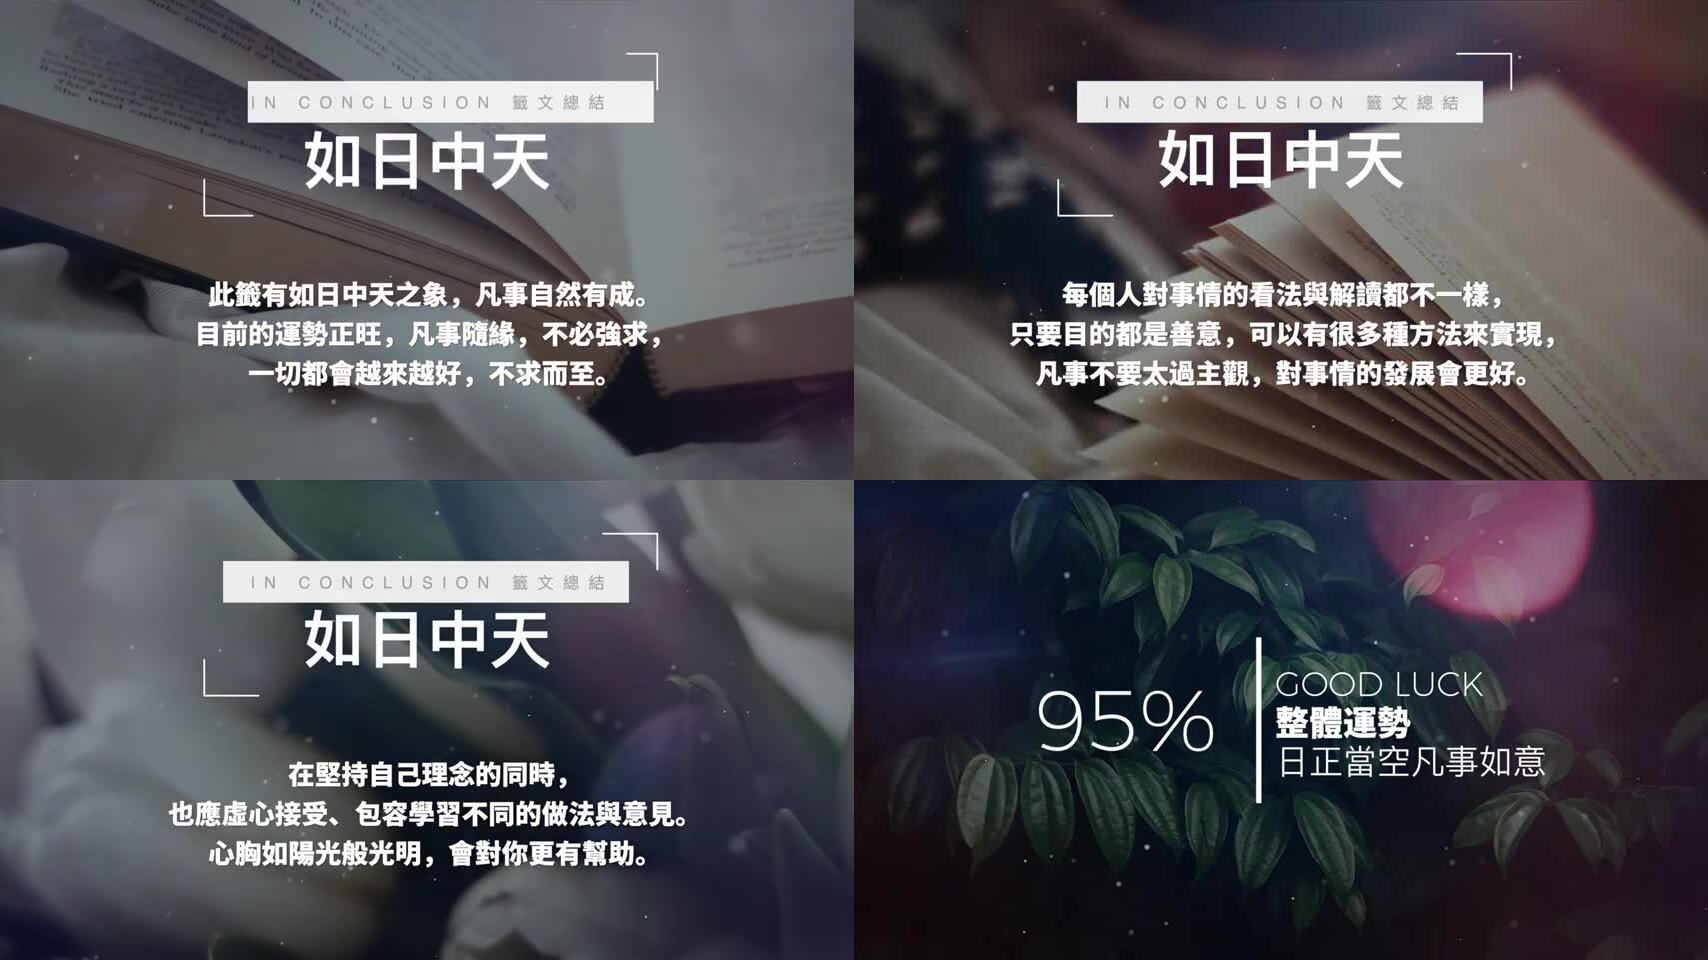 IN CONCLUSION 籤文總結
如日中天
此籤有如日中天之象，凡事自然有成。
目前的運勢正旺，凡事隨緣，不必強求，
一切都會越來越好，不求而至。
IN CONCLUSION 籤文總結
如日中天
每個人對事情的看法與解讀都不一樣，
只要目的都是善意，可以有很多種方法來實現，
凡事不要太過主觀，對事情的發展會更好。
IN CONCLUSION 籤文總結
如日中天
在堅持自己理念的同時，
也應虛心接受、包容學習不同的做法與意見。
心胸如陽光般光明，會對你更有幫助。
95%
GOOD LUCK
整體運勢
日正當空凡事如意